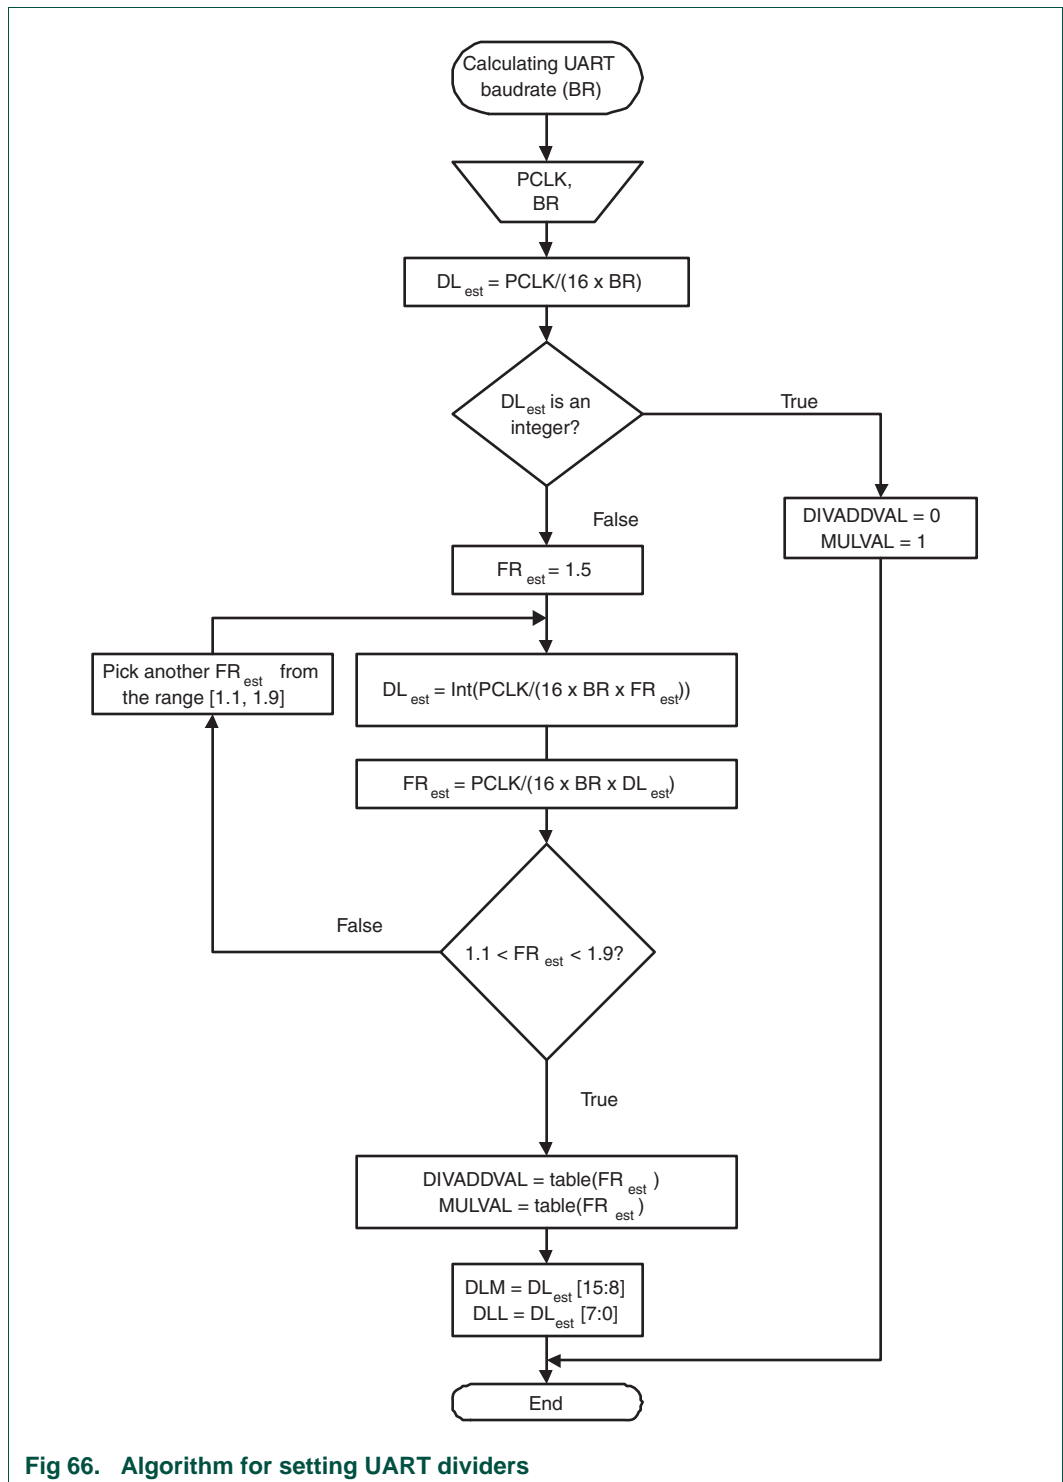 Calculating UART
baudrate (BR)
PCLK,
BR
DL est = PCLK/(16 x BR)
DL est is an
integer?
True
False
DIVADDVAL = 0
MULVAL = 1
FR est = 1.5
Pick another FR est from
the range [1.1, 1.9]
DL est = Int(PCLK/(16 x BR x FR est))
FR est = PCLK/(16 x BR x DL est)
False
1.1 < FR est < 1.9?
True
DIVADDVAL = table(FR est )
MULVAL = table(FR est )
DLM = DL est [15:8]
DLL = DL est [7:0]
End
Fig 66. Algorithm for setting UART dividers